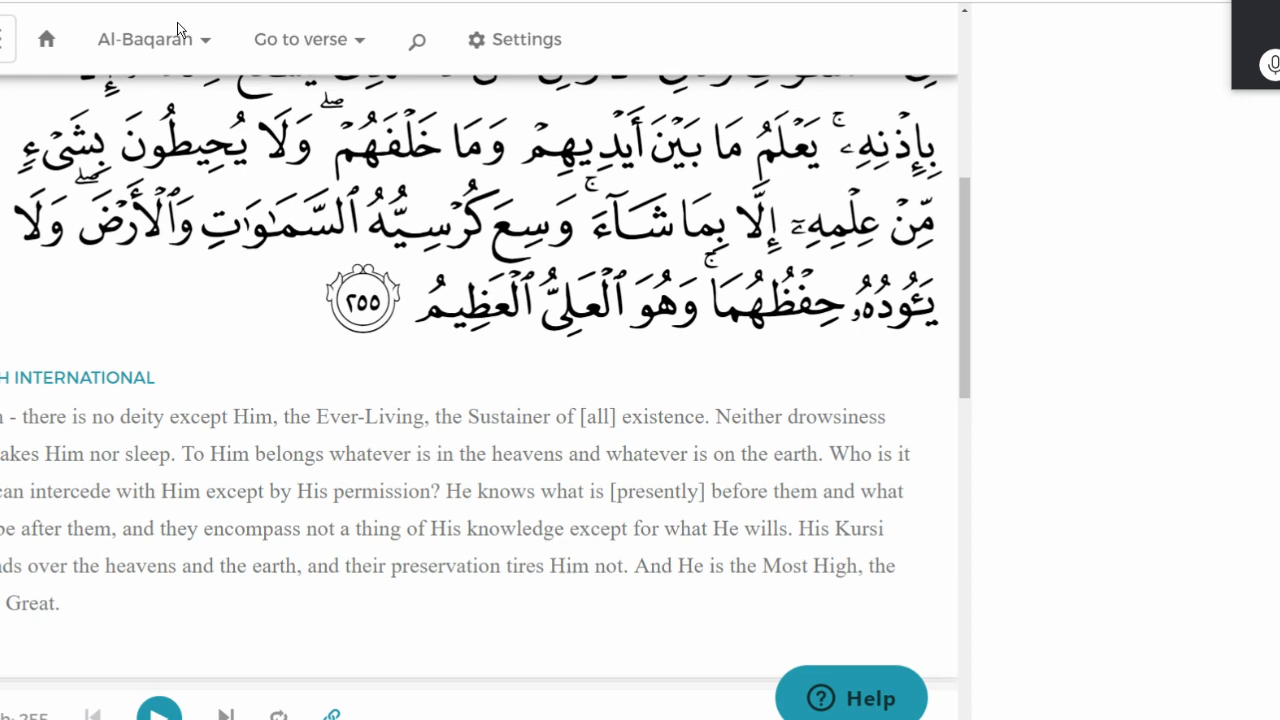 Al-Baqarah
Go to verse
Settings
بِإِذْنِهِۦۚ يَعْلَمُ مَا بَيْنَ أَيْدِيهِمْ وَمَا خَلْفَهُمْۖ وَلَا يُحِيطُونَ بِشَىْءٍ
مِّنْ عِلْمِهِۦٓ إِلَّا بِمَا شَآءَۚ وَسِعَ كُرْسِيُّهُ ٱلسَّمَٰوَٰتِ وَٱلْأَرْضَۖ وَلَا
يَـُٔودُهُۥ حِفْظُهُمَاۚ وَهُوَ ٱلْعَلِىُّ ٱلْعَظِيمُ ٢٥٥
H INTERNATIONAL
- there is no deity except Him, the Ever-Living, the Sustainer of [all] existence. Neither drowsiness
akes Him nor sleep. To Him belongs whatever is in the heavens and whatever is on the earth. Who is it
can intercede with Him except by His permission? He knows what is [presently] before them and what
be after them, and they encompass not a thing of His knowledge except for what He wills. His Kursi
nds over the heavens and the earth, and their preservation tires Him not. And He is the Most High, the
Great.
h: 255
Help